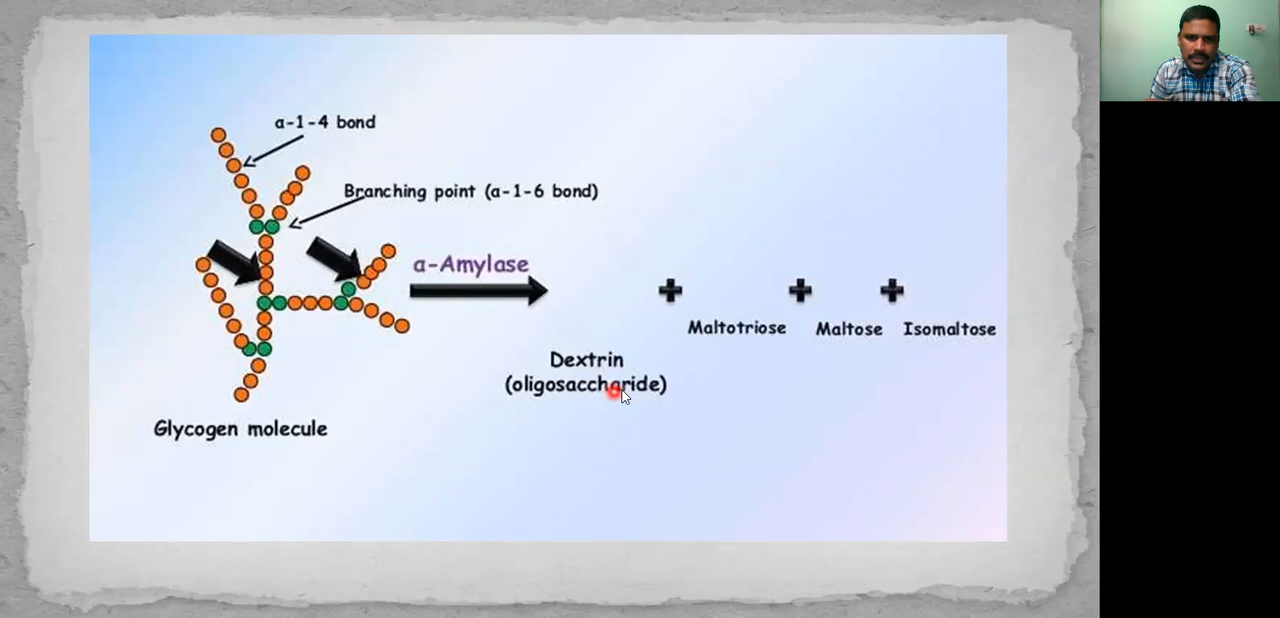 α-1-4 bond
Branching point (α-1-6 bond)
α-Amylase
Maltotriose
Maltose
Isomaltose
Dextrin
(oligosaccharide)
Glycogen molecule